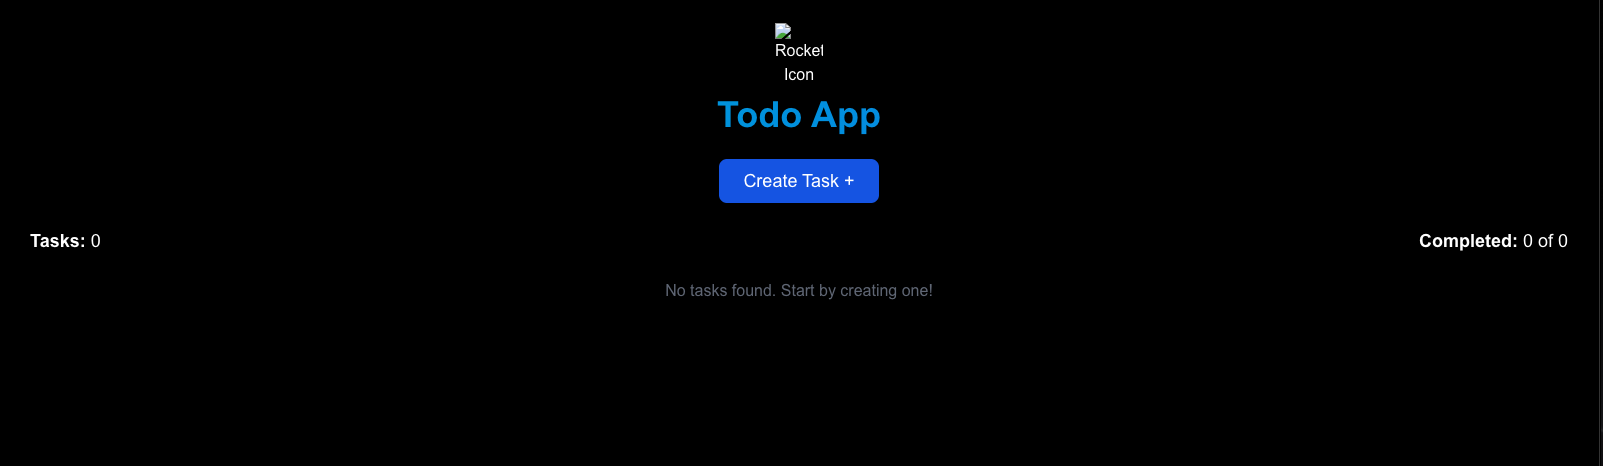 Rocket
Icon
Todo App
Create Task +
Tasks: 0
Completed: 0 of 0
No tasks found. Start by creating one!